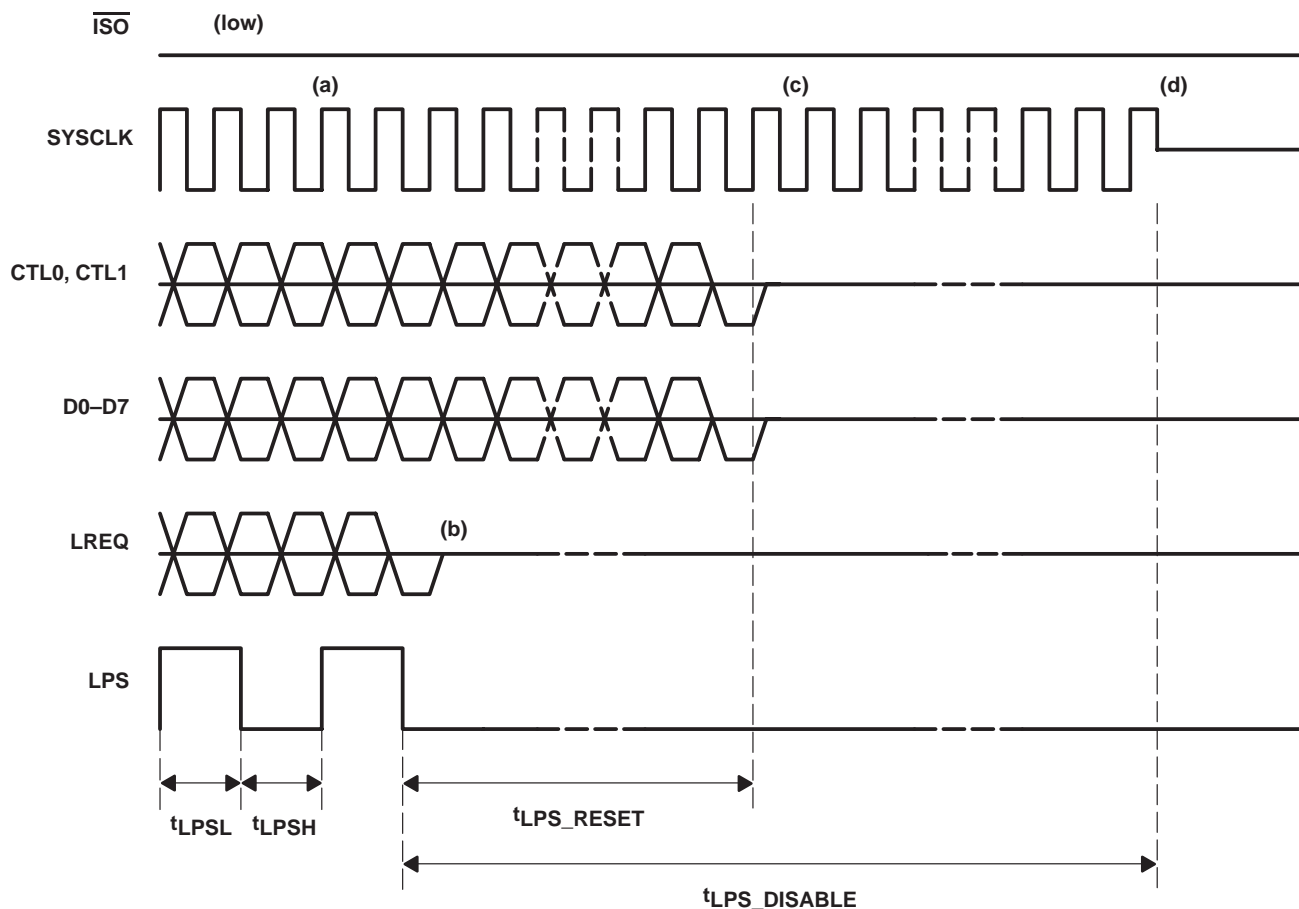 ISO (low)
(a) (c) (d)
SYSCLK
CTL0, CTL1
D0–D7
(b)
LREQ
LPS
tLPSL tLPSH tLPS_RESET
tLPS_DISABLE